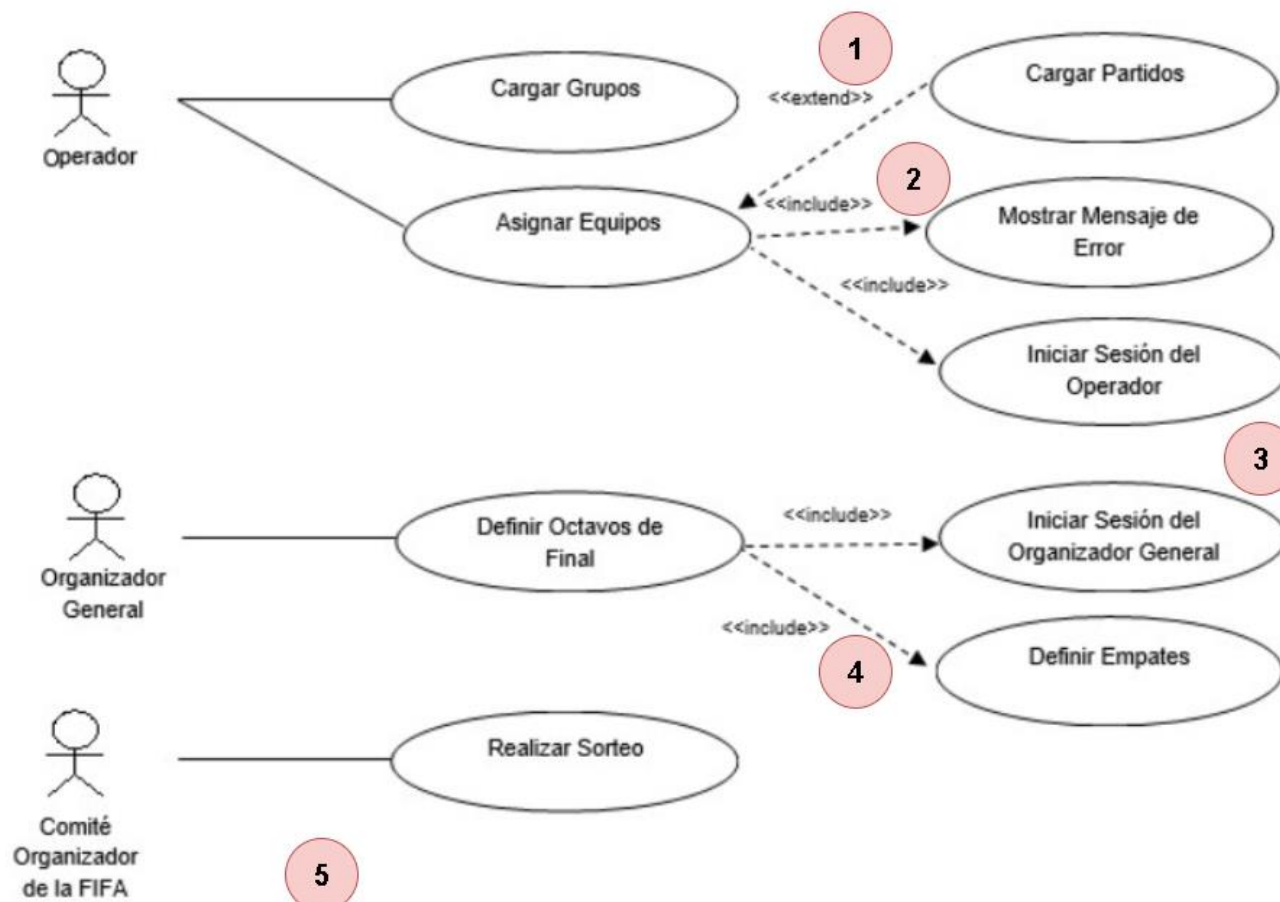 1
Cargar Grupos
Cargar Partidos
<<extend>>
Operador
2
<<include>>
Asignar Equipos
Mostrar Mensaje de
Error
<<include>>
Iniciar Sesión del
Operador
3
<<include>>
Definir Octavos de
Final
Iniciar Sesión del
Organizador General
Organizador
General
<<include>>
4
Definir Empates
Realizar Sorteo
Comité
Organizador
de la FIFA
5